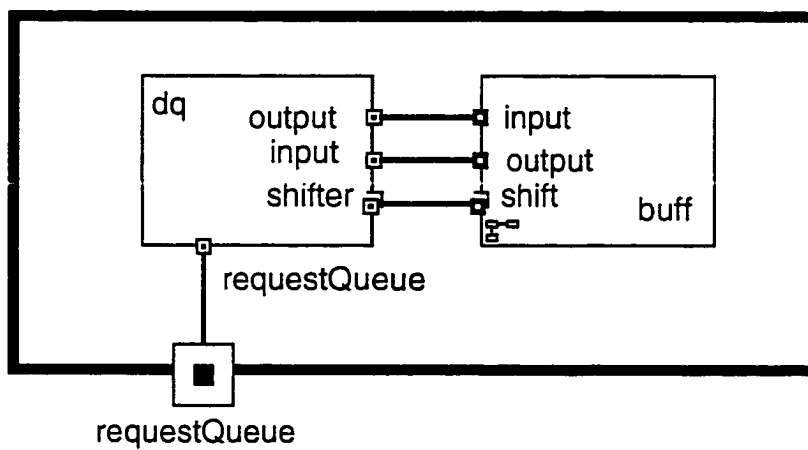 dq
output
input
shifter
input
output
shift
buff
requestQueue
requestQueue